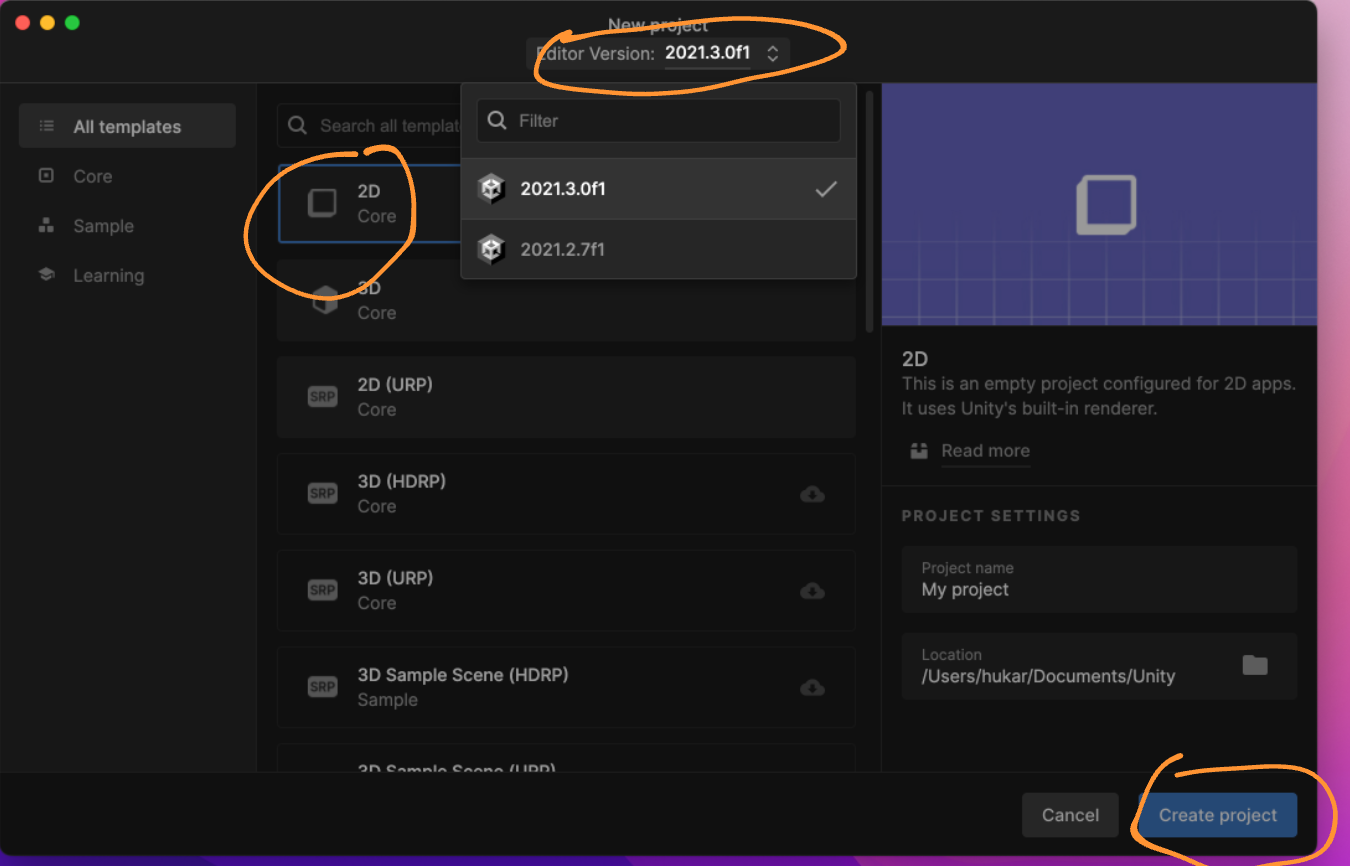 New project
Editor Version: 2021.3.0f1
All templates
Core
Sample
Learning
Search all templat
Filter
2021.3.0f1
2021.2.7f1
2D
Core
3D
Core
2D (URP)
SRP
Core
3D (HDRP)
SRP
Core
3D (URP)
SRP
Core
3D Sample Scene (HDRP)
SRP
Sample
3D Sample Scene (URP)
2D
This is an empty project configured for 2D apps.
It uses Unity's built-in renderer.
Read more
PROJECT SETTINGS
Project name
My project
Location
/Users/hukar/Documents/Unity
Cancel
Create project